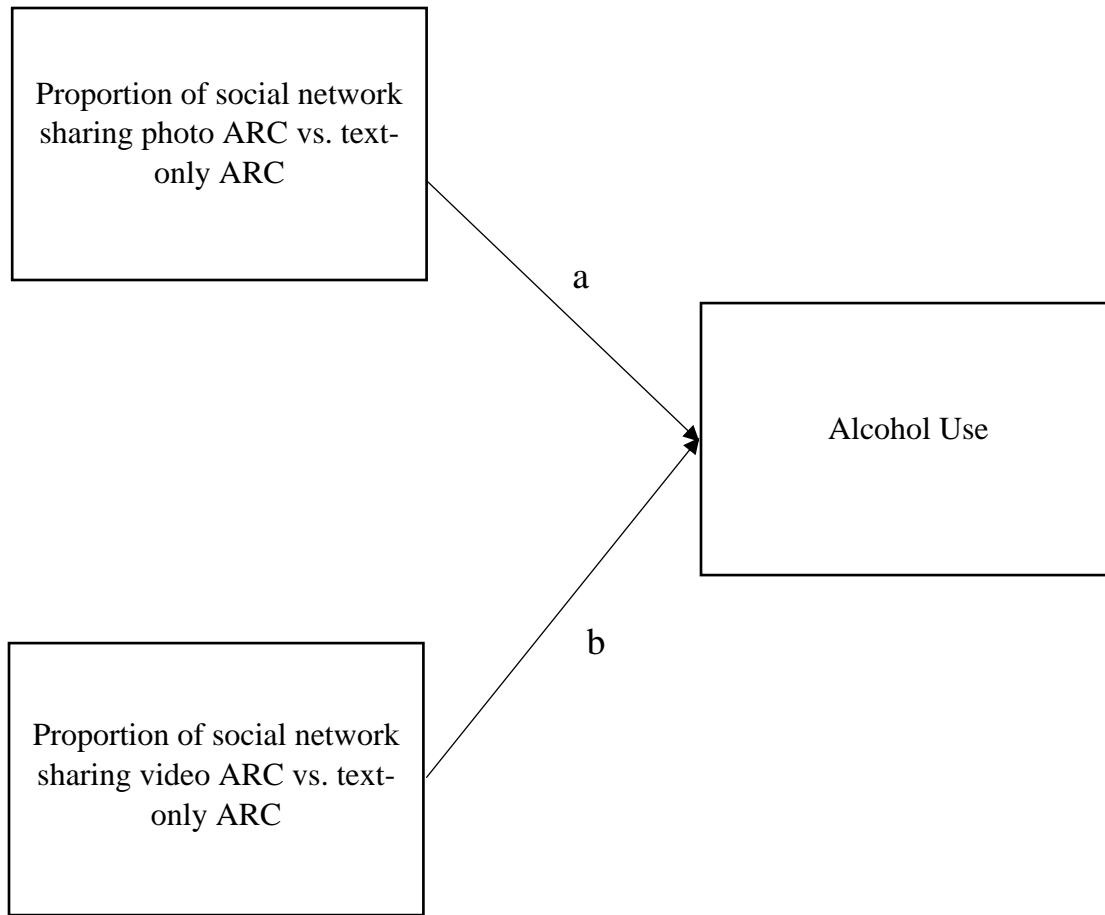 Proportion of social network
sharing photo ARC vs. text-
only ARC
a
Alcohol Use
b
Proportion of social network
sharing video ARC vs. text-
only ARC